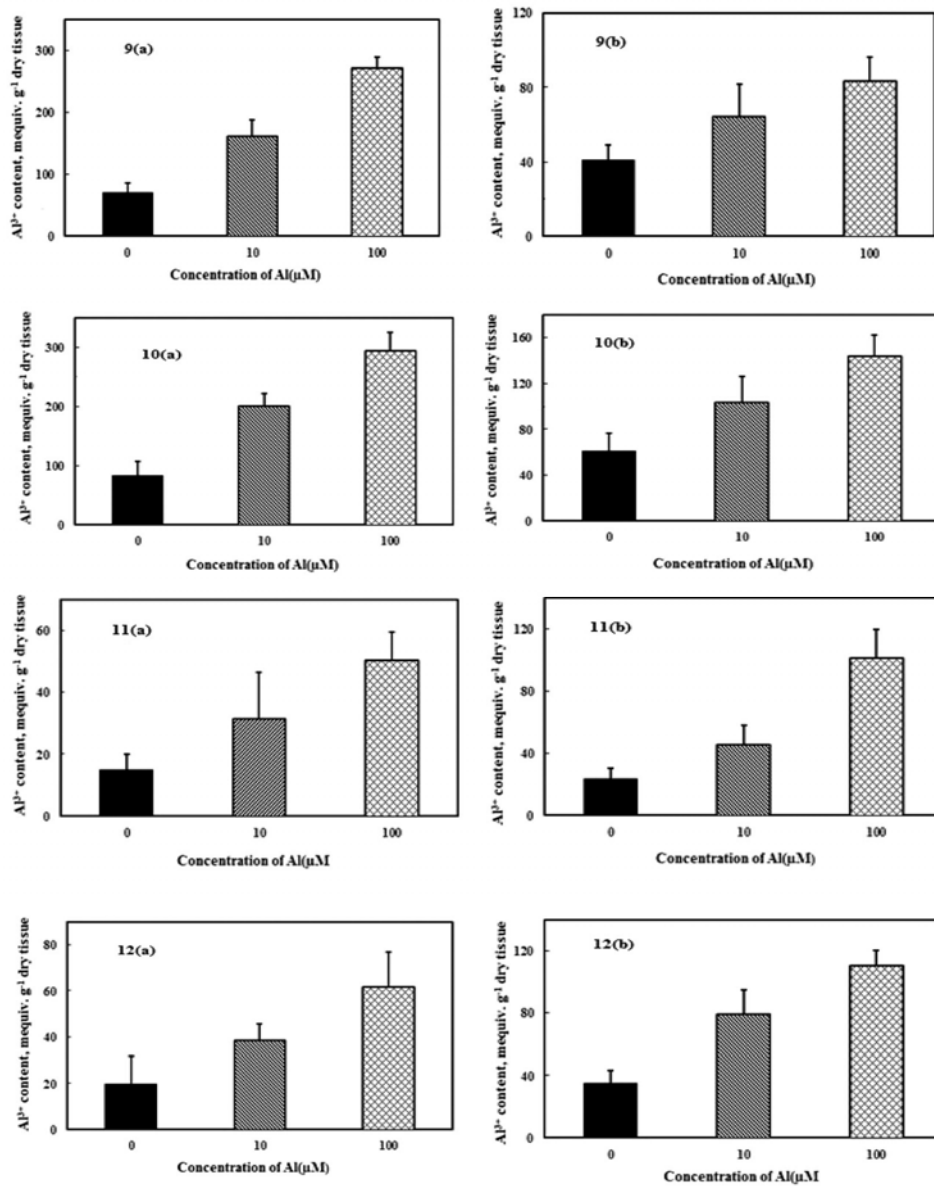 Al³⁺ content, mequiv. g⁻¹ dry tissue
9(a)
300
200
100
0
0 10 100
Concentration of Al(µM)
Al³⁺ content, mequiv. g⁻¹ dry tissue
9(b)
120
80
40
0
0 10 100
Concentration of Al(µM)
Al³⁺ content, mequiv. g⁻¹ dry tissue
10(a)
300
200
100
0
0 10 100
Concentration of Al(µM)
Al³⁺ content, mequiv. g⁻¹ dry tissue
10(b)
160
120
80
40
0
0 10 100
Concentration of Al(µM)
Al³⁺ content, mequiv. g⁻¹ dry tissue
11(a)
60
40
20
0
0 10 100
Concentration of Al(µM
Al³⁺ content, mequiv. g⁻¹ dry tissue
11(b)
120
80
40
0
0 10 100
Concentration of Al(µM)
Al³⁺ content, mequiv. g⁻¹ dry tissue
12(a)
80
60
40
20
0
0 10 100
Concentration of Al(µM)
Al³⁺ content, mequiv. g⁻¹ dry tissue
12(b)
120
80
40
0
0 10 100
Concentration of Al(µM